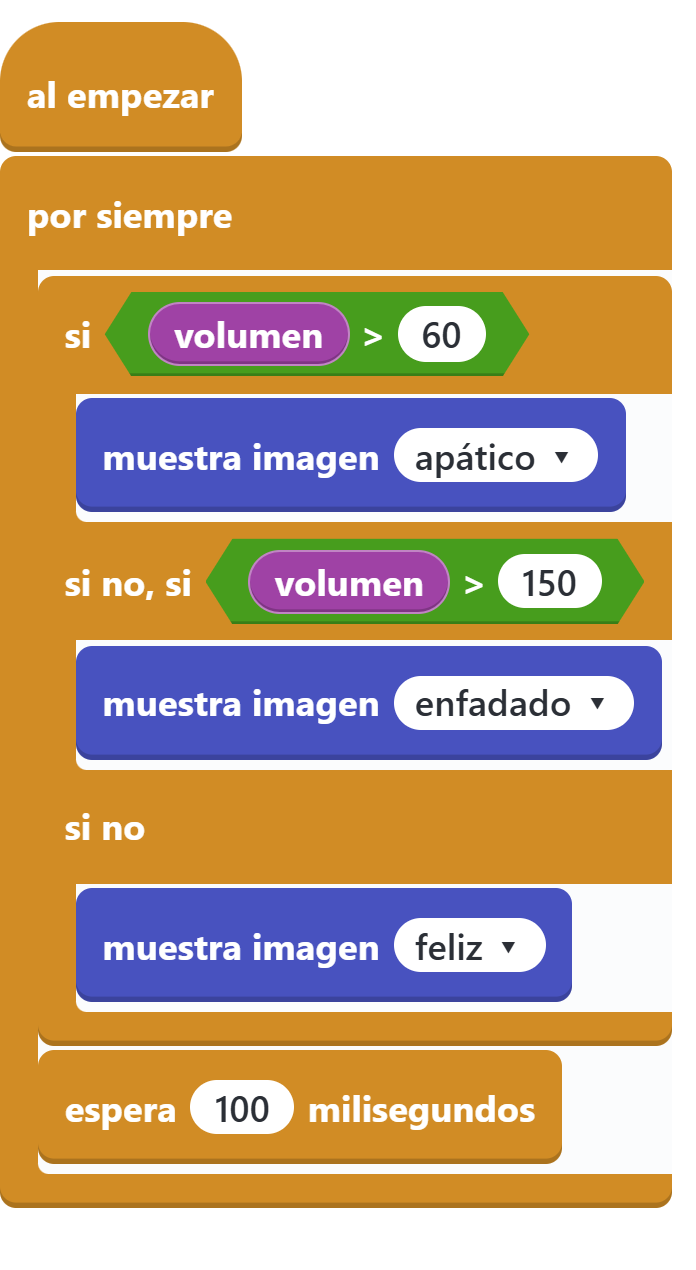 al empezar
por siempre
si volumen > 60
muestra imagen apático ▼
si no, si volumen > 150
muestra imagen enfadado ▼
si no
muestra imagen feliz ▼
espera 100 milisegundos